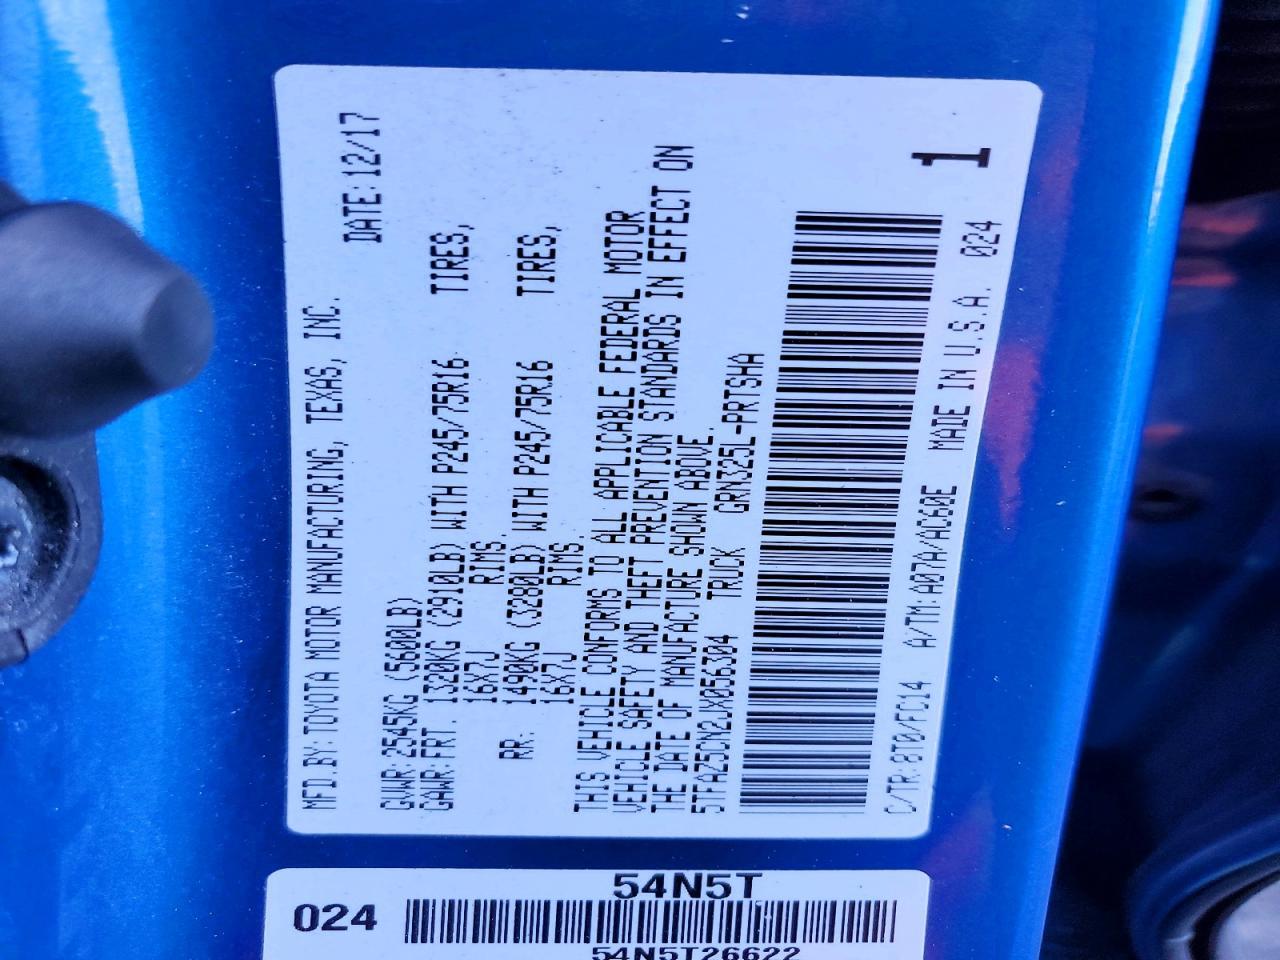 MFD.BY: TOYOTA MOTOR MANUFACTURING, TEXAS, INC.
DATE: 12/17
GVWR: 2545KG (5600LB)
GAWR: FRT. 1320KG (2910LB) WITH P245/75R16 TIRES,
16X7J RIMS.
RR. 1490KG (3280LB) WITH P245/75R16 TIRES,
16X7J RIMS.
THIS VEHICLE CONFORMS TO ALL APPLICABLE FEDERAL MOTOR
VEHICLE SAFETY AND THEFT PREVENTION STANDARDS IN EFFECT ON
THE DATE OF MANUFACTURE SHOWN ABOVE.
5TFAZ5CN2JX056304 TRUCK GRN325L-PRTSHA
1
C/TR: 8T0/FC14 A/TM: A07A/AC60E MADE IN U.S.A. 024
54N5T
024
54N5T26622